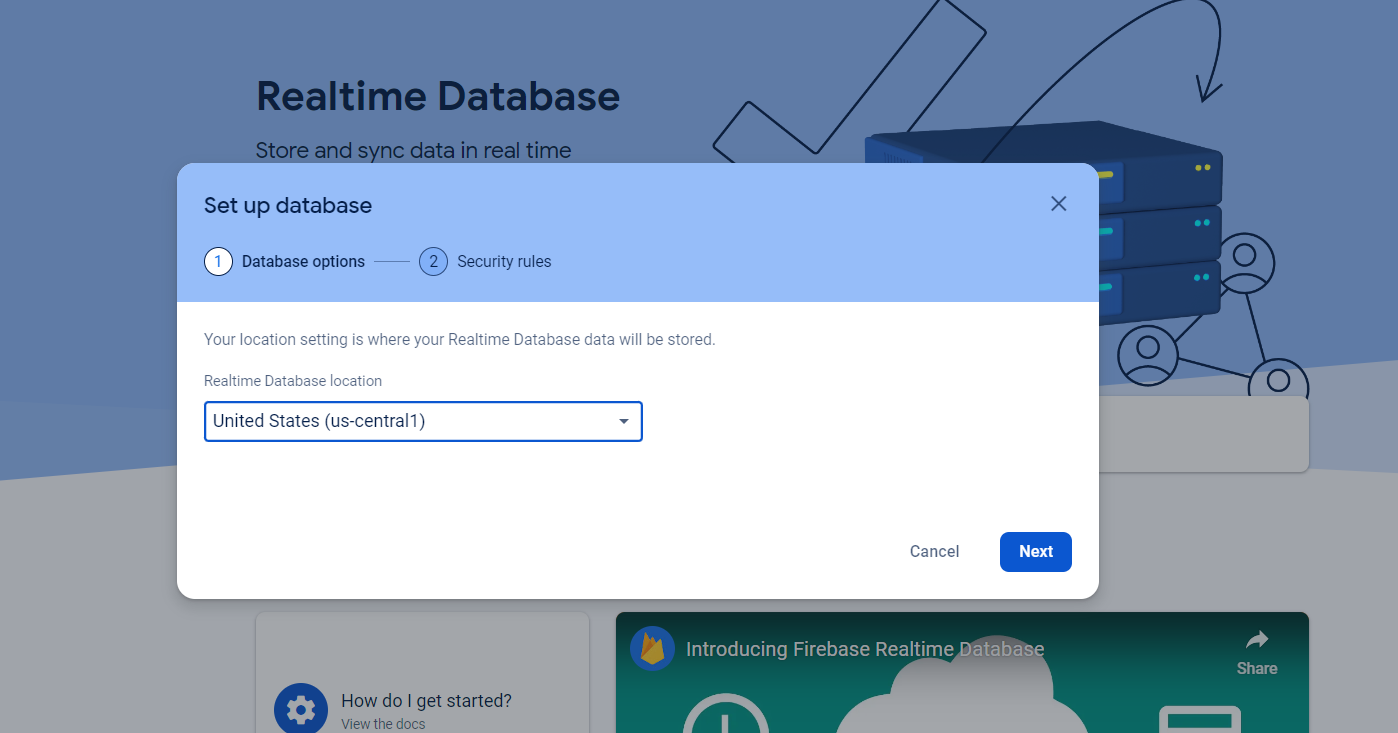 Realtime Database
Store and sync data in real time
Set up database
1 Database options 2 Security rules
Your location setting is where your Realtime Database data will be stored.
Realtime Database location
United States (us-central1)
Cancel Next
Introducing Firebase Realtime Database
Share
How do I get started?
View the docs